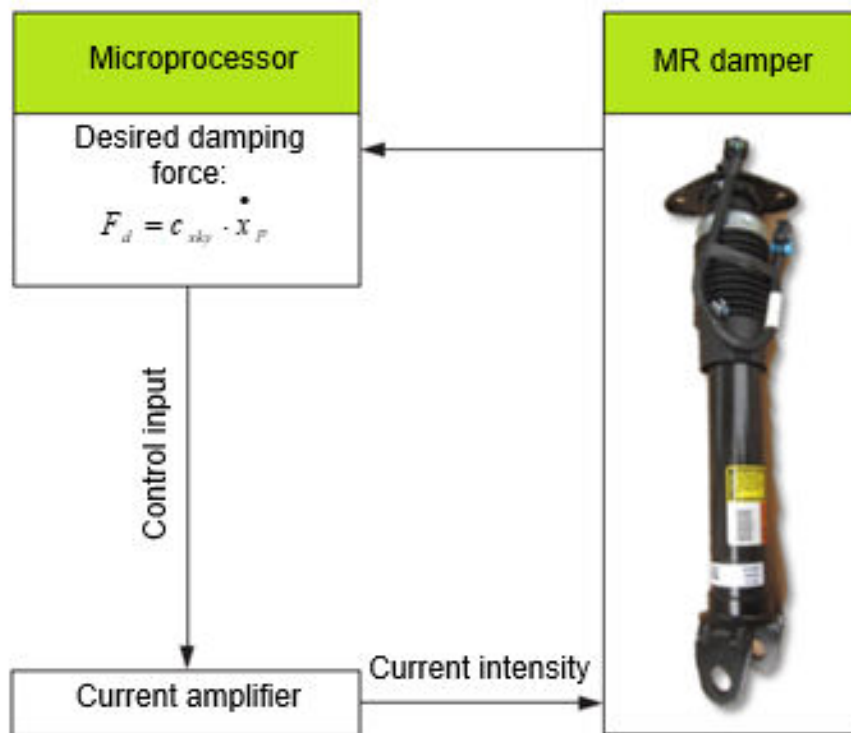 Microprocessor
MR damper
Desired damping
force:
F_d = c_sky · ẋ_P
Control input
Current intensity
Current amplifier